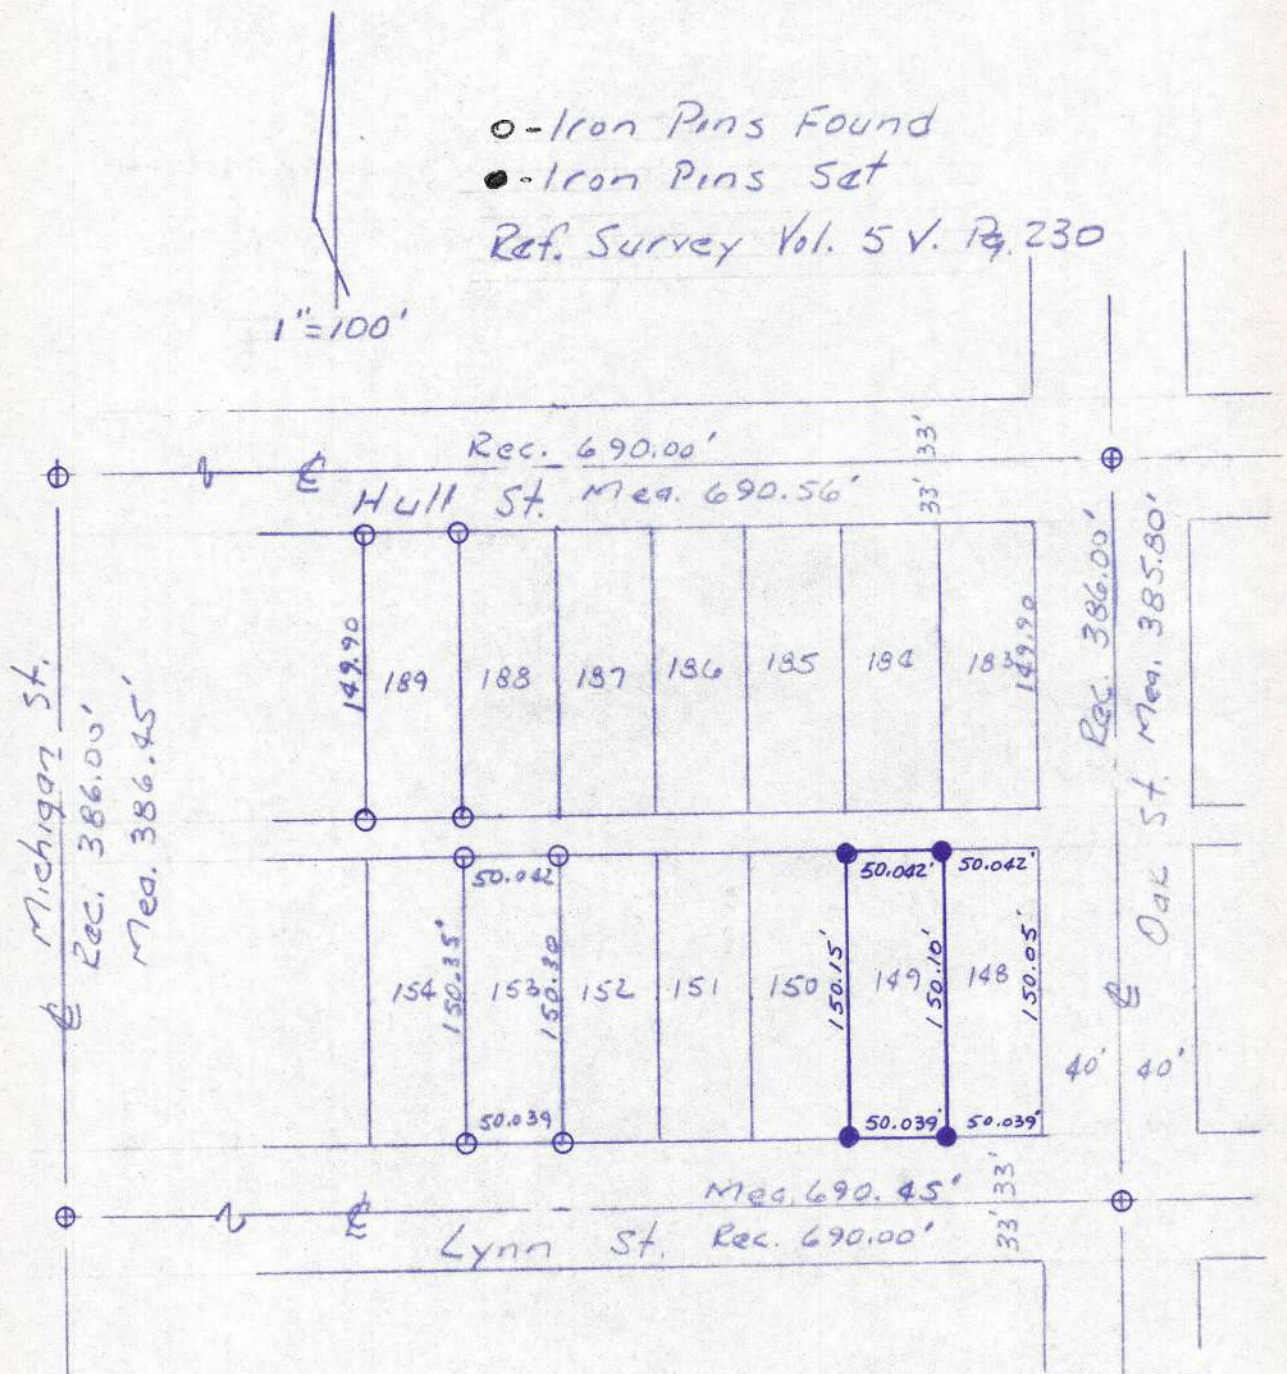 o - Iron Pins Found
● - Iron Pins Set
Ref. Survey Vol. 5 V. Pg. 230
1"=100'
Rec. 690.00'
33'
℄
Hull St. Mea. 690.56'
33'
Michigan St.
Rec. 386.00'
Mea. 386.45'
℄
149.90
189
188
187
186
185
184
183
149.90
Rec. 386.00'
Mea. 385.80'
Oak St.
℄
40'
40'
50.042
50.042'
50.042'
154
150.35'
153
150.30
152
151
150
150.15'
149
150.10'
148
150.05'
50.039
50.039'
50.039'
Mea. 690.45'
33'
℄
Lynn St. Rec. 690.00'
33'